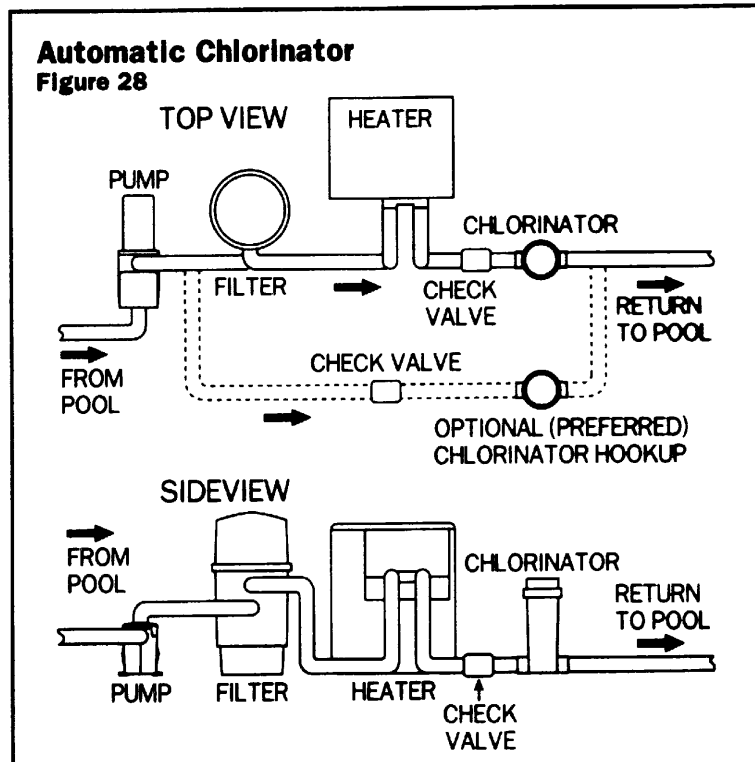 Automatic Chlorinator
Figure 28
TOP VIEW
HEATER
PUMP
CHLORINATOR
FILTER
CHECK
VALVE
RETURN
TO POOL
FROM
POOL
CHECK VALVE
OPTIONAL (PREFERRED)
CHLORINATOR HOOKUP
SIDEVIEW
FROM
POOL
CHLORINATOR
RETURN
TO POOL
PUMP
FILTER
HEATER
CHECK
VALVE